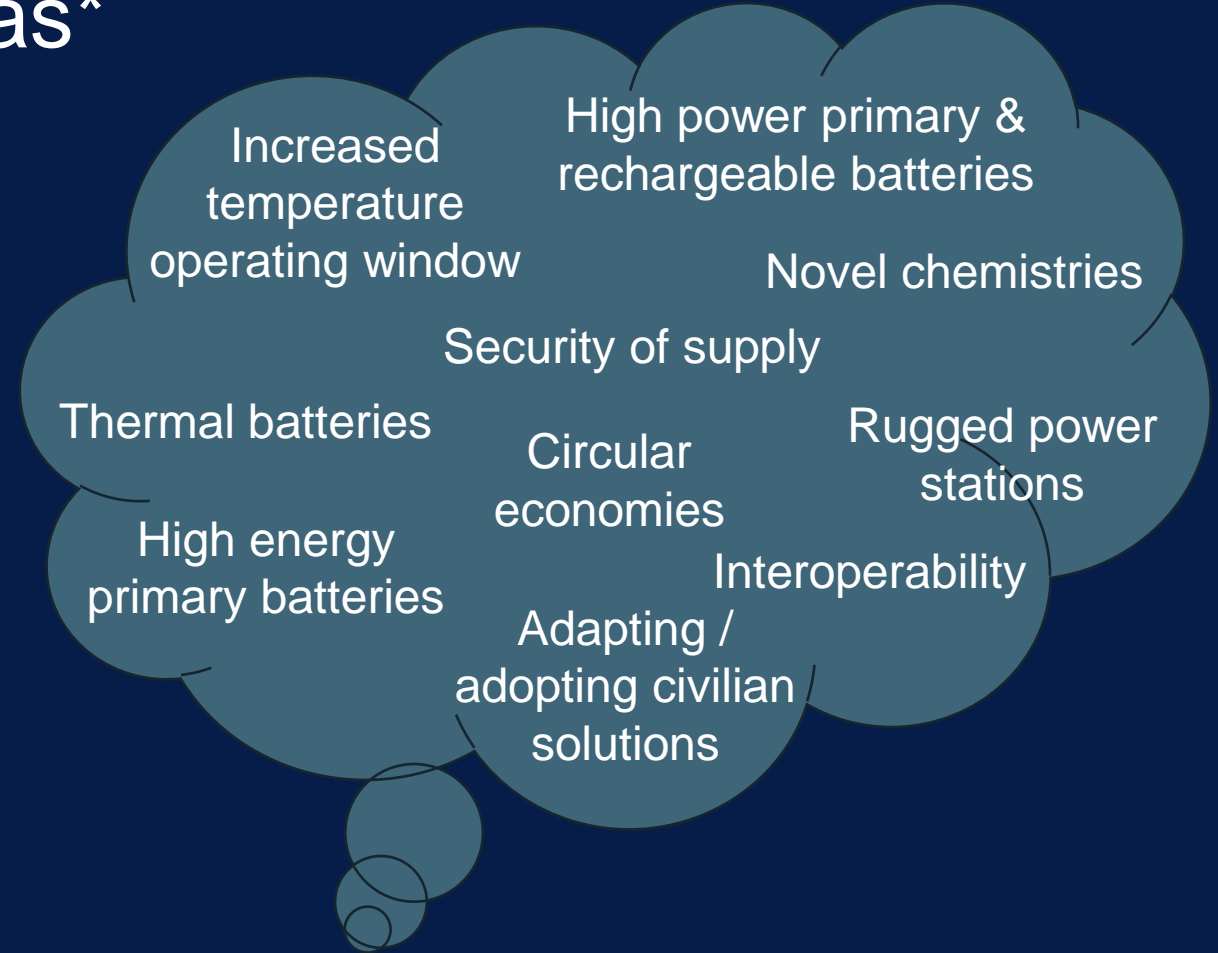 as*
High power primary &
rechargeable batteries
Increased
temperature
operating window
Novel chemistries
Security of supply
Thermal batteries
Circular
economies
Rugged power
stations
High energy
primary batteries
Interoperability
Adapting /
adopting civilian
solutions